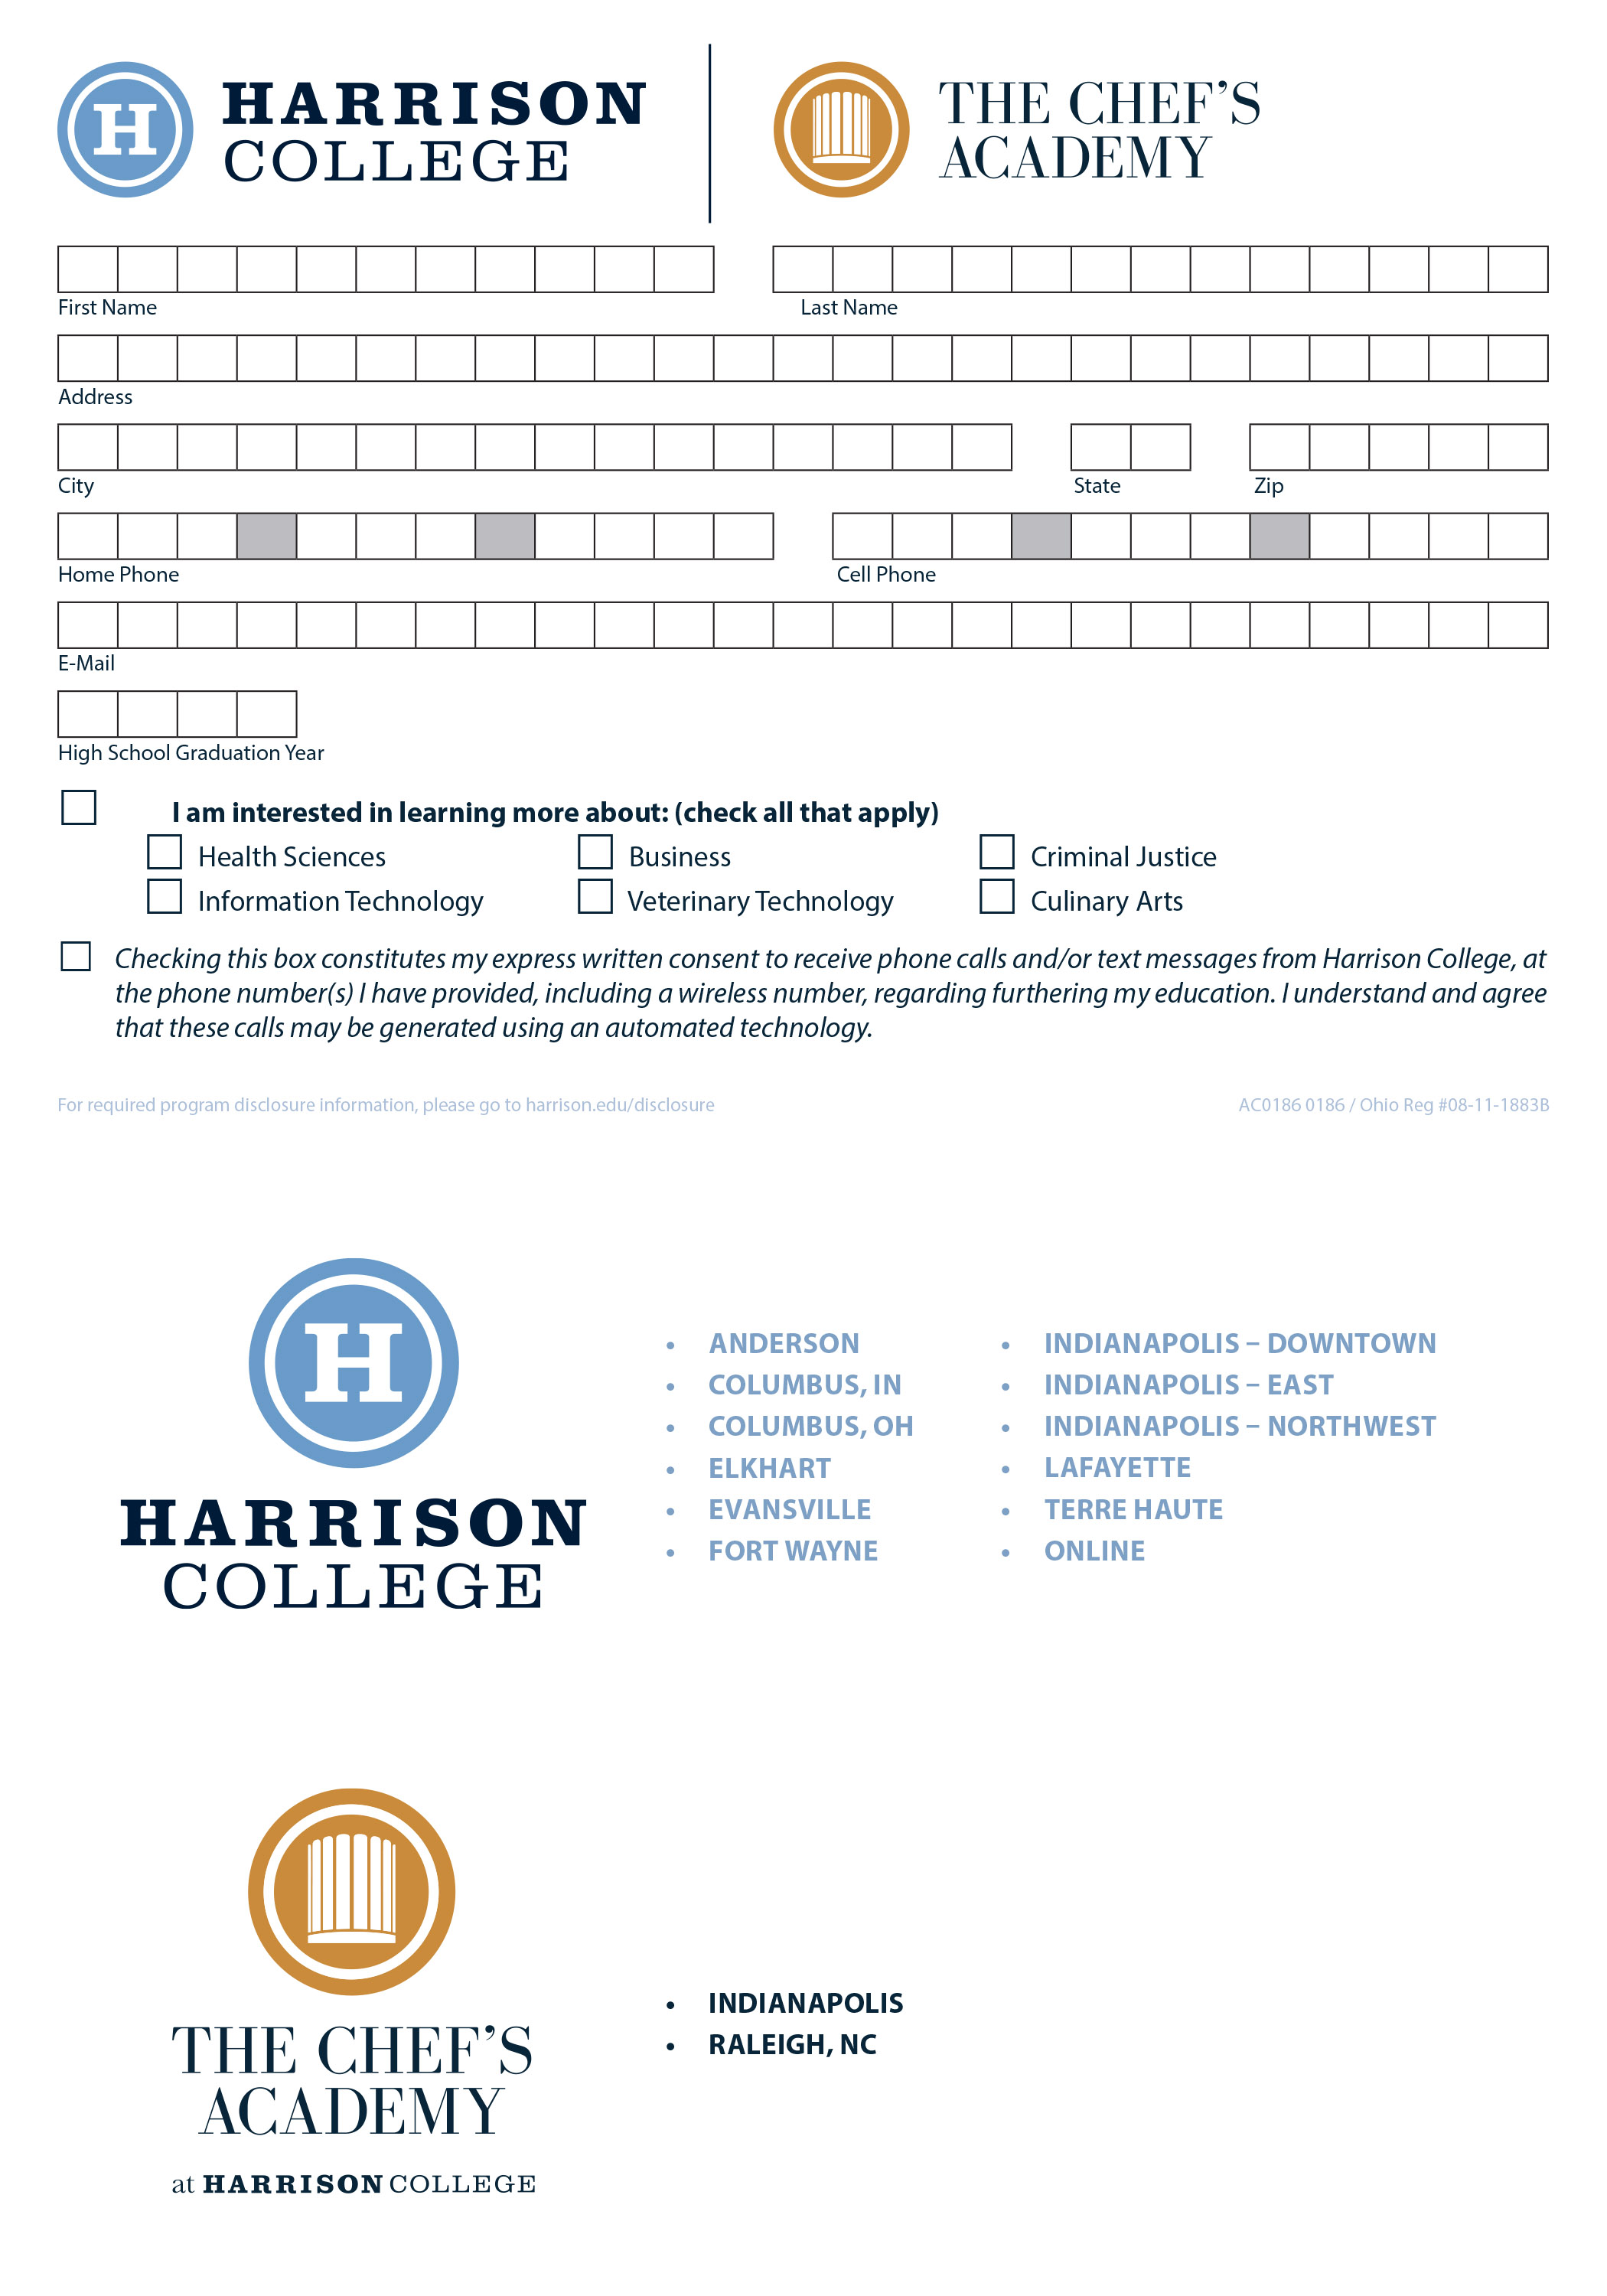 H HARRISON
COLLEGE
THE CHEF'S
ACADEMY
First Name Last Name
Address
City State Zip
Home Phone Cell Phone
E-Mail
High School Graduation Year
I am interested in learning more about: (check all that apply)
Health Sciences Business Criminal Justice
Information Technology Veterinary Technology Culinary Arts
Checking this box constitutes my express written consent to receive phone calls and/or text messages from Harrison College, at
the phone number(s) I have provided, including a wireless number, regarding furthering my education. I understand and agree
that these calls may be generated using an automated technology.
For required program disclosure information, please go to harrison.edu/disclosure AC0186 0186 / Ohio Reg #08-11-1883B
H
HARRISON
COLLEGE
• ANDERSON
• COLUMBUS, IN
• COLUMBUS, OH
• ELKHART
• EVANSVILLE
• FORT WAYNE
• INDIANAPOLIS – DOWNTOWN
• INDIANAPOLIS – EAST
• INDIANAPOLIS – NORTHWEST
• LAFAYETTE
• TERRE HAUTE
• ONLINE
THE CHEF'S
ACADEMY
at HARRISON COLLEGE
• INDIANAPOLIS
• RALEIGH, NC